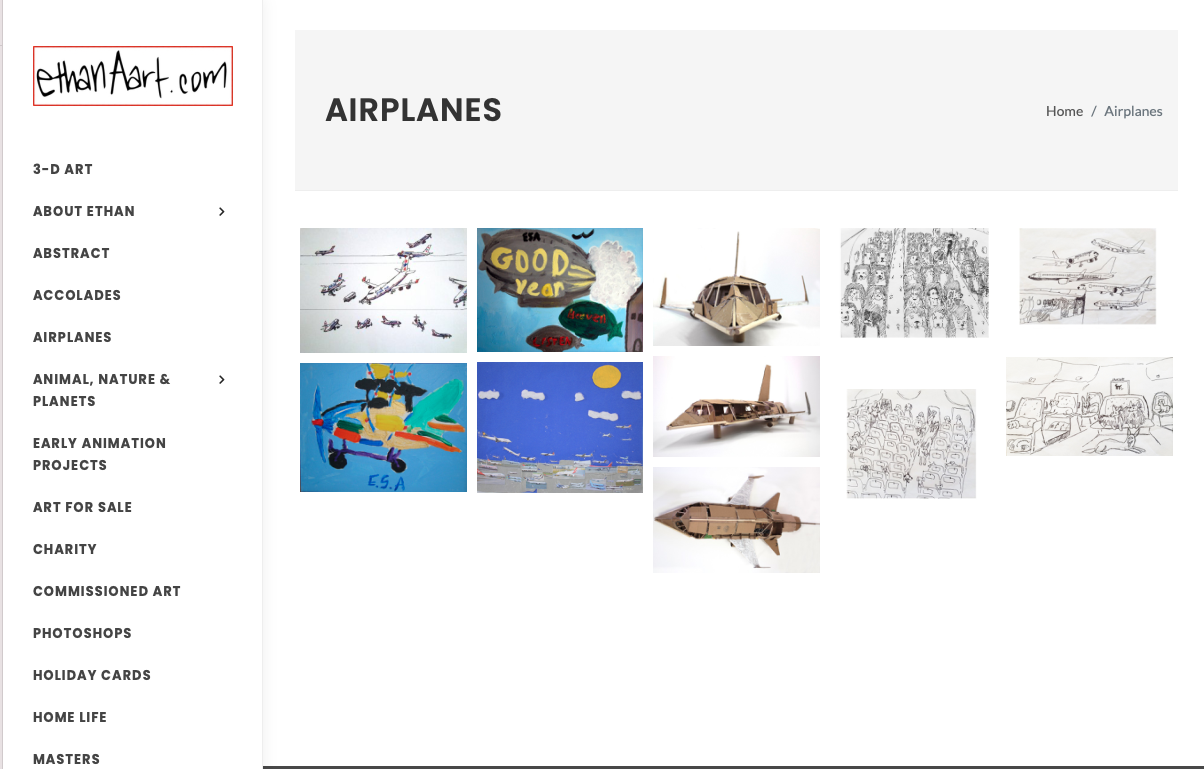 ethanAart.com
3-D ART
ABOUT ETHAN
ABSTRACT
ACCOLADES
AIRPLANES
ANIMAL, NATURE &
PLANETS
EARLY ANIMATION
PROJECTS
ART FOR SALE
CHARITY
COMMISSIONED ART
PHOTOSHOPS
HOLIDAY CARDS
HOME LIFE
MASTERS
AIRPLANES
Home / Airplanes
GOOD
year
E.S.A